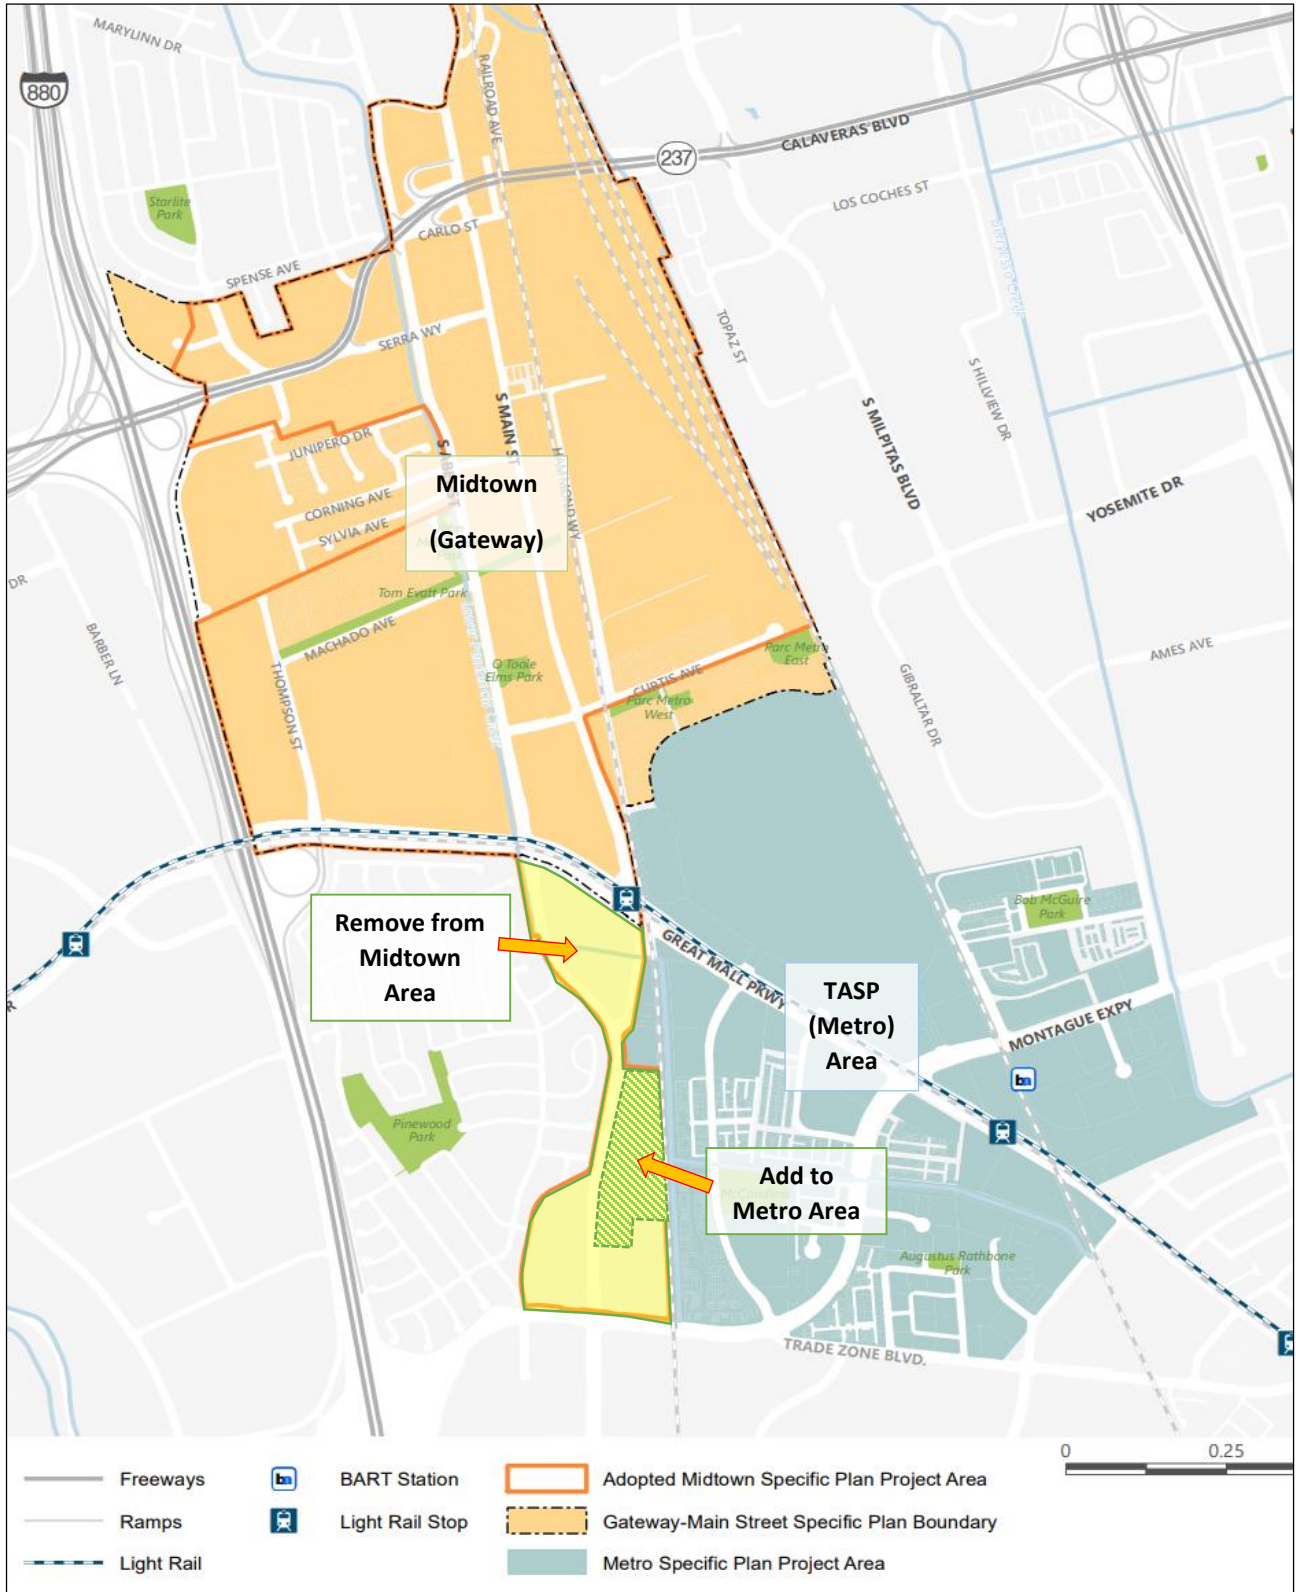 MARYLINN DR
880
RAILROAD AVE
CALAVERAS BLVD
237
LOS COCHES ST
Starlite
Park
CARLO ST
SPENSE AVE
SERRA WY
TOPAZ ST
S HILLVIEW DR
S MAIN ST
S MILPITAS BLVD
JUNIPERO DR
HAMMOND WY
Midtown
(Gateway)
CORNING AVE
SYLVIA AVE
YOSEMITE DR
DR
Tom Evatt Park
MACHADO AVE
BARBER LN
THOMPSON ST
O'Toole
Elms Park
CURTIS AVE
Parc Metro
East
Parc Metro
West
GIBRALTAR DR
AMES AVE
Bob McGuire
Park
Remove from
Midtown
Area
GREAT MALL PKWY
TASP
(Metro)
Area
MONTAGUE EXPY
R
Pinewood
Park
Add to
Metro Area
Augustus Rathbone
Park
TRADE ZONE BLVD.
0 0.25
Freeways
BART Station
Adopted Midtown Specific Plan Project Area
Ramps
Light Rail Stop
Gateway-Main Street Specific Plan Boundary
Light Rail
Metro Specific Plan Project Area